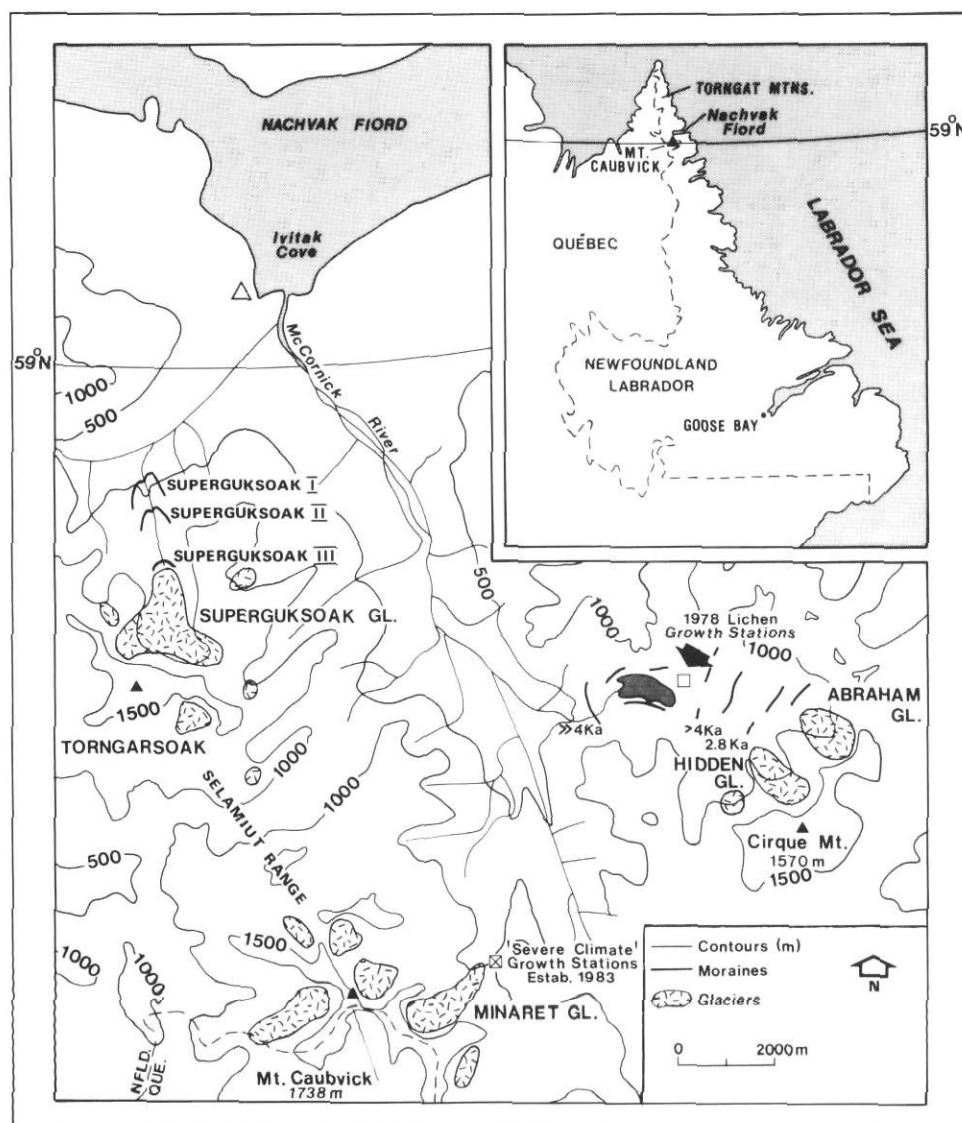 NACHVAK FIORD
Ivitak
Cove
McCornick
River
59°N
1000
500
SUPERGUKSOAK I
SUPERGUKSOAK II
SUPERGUKSOAK III
SUPERGUKSOAK GL.
1500
TORNGARSOAK
SELAMIUT RANGE
1000
1000
500
1000
1000
1500
NFLD.
QUE.
Mt. Caubvick
1738 m
'Severe Climate'
Growth Stations
Estab. 1983
MINARET GL.
500
1000
1978 Lichen
Growth Stations
1000
ABRAHAM
GL.
>>4Ka
>4Ka
2.8 Ka
HIDDEN
GL.
Cirque Mt.
1570 m
1500
TORNGAT MTNS.
Nachvak
Fiord
59°
MT.
CAUBVICK
QUÉBEC
LABRADOR SEA
NEWFOUNDLAND
LABRADOR
GOOSE BAY
Contours (m)
Moraines
Glaciers
N
0 2000m